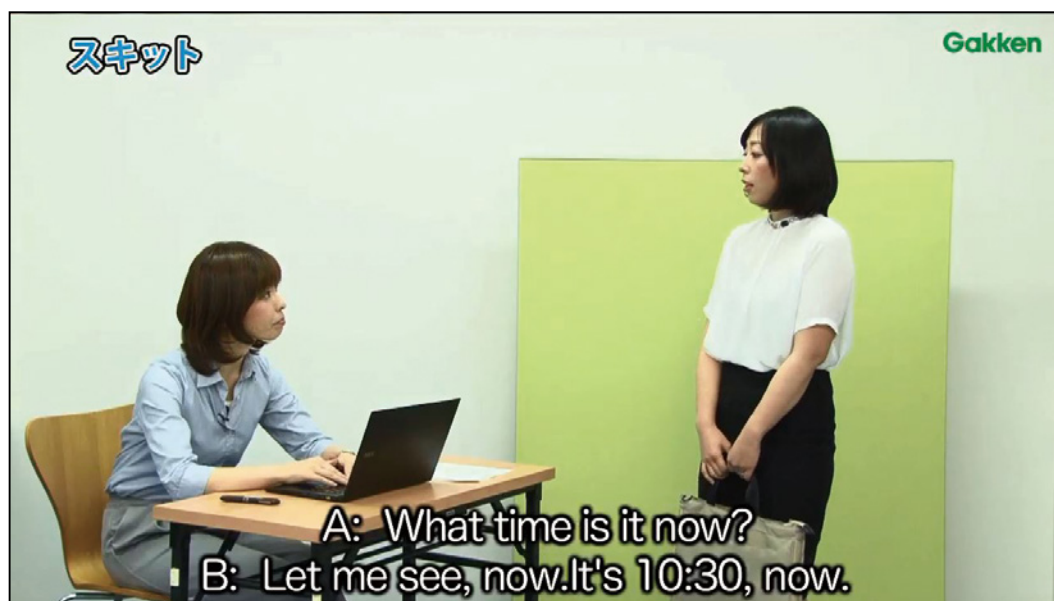 スキット
Gakken
A: What time is it now?
B: Let me see, now.It's 10:30, now.